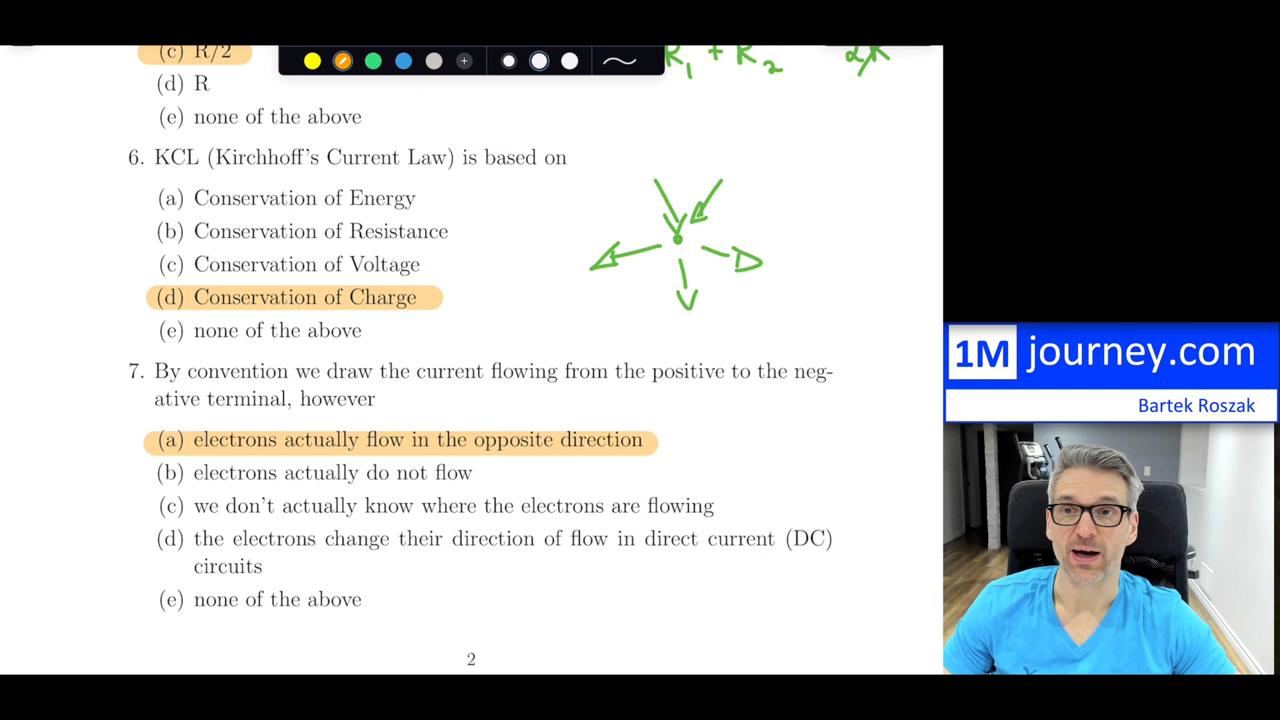 (c) R/2
R1 + R2
2R
(d) R
(e) none of the above
6. KCL (Kirchhoff's Current Law) is based on
(a) Conservation of Energy
(b) Conservation of Resistance
(c) Conservation of Voltage
(d) Conservation of Charge
(e) none of the above
7. By convention we draw the current flowing from the positive to the neg-
ative terminal, however
(a) electrons actually flow in the opposite direction
(b) electrons actually do not flow
(c) we don't actually know where the electrons are flowing
(d) the electrons change their direction of flow in direct current (DC)
circuits
(e) none of the above
2
1M journey.com
Bartek Roszak